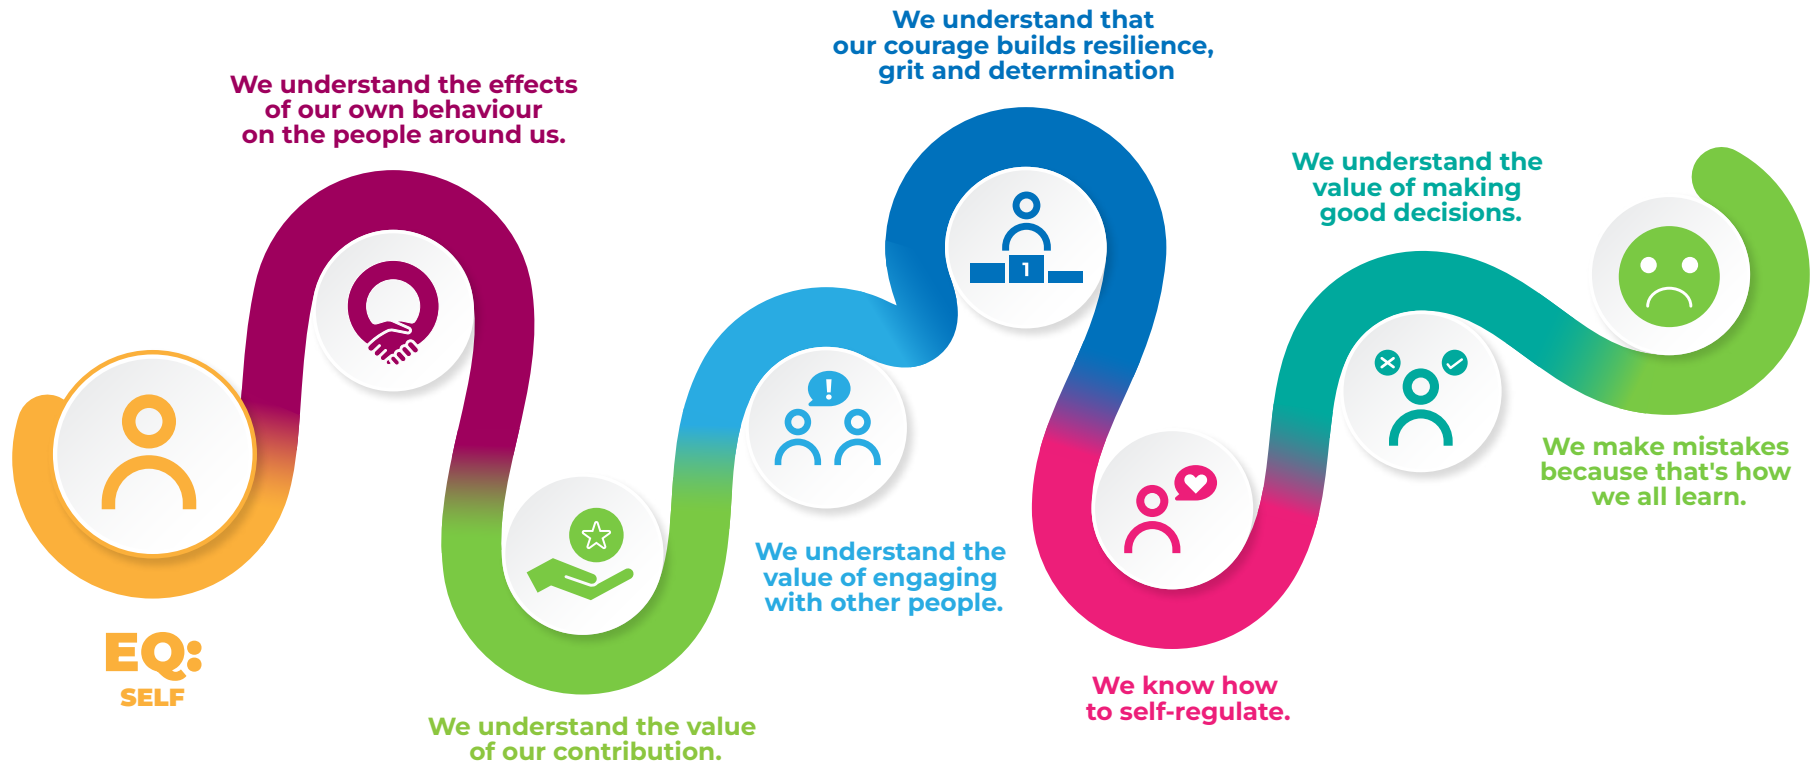 EQ:
SELF
We understand the effects
of our own behaviour
on the people around us.
We understand the value
of our contribution.
!
We understand the
value of engaging
with other people.
We understand that
our courage builds resilience,
grit and determination
1
We know how
to self-regulate.
We understand the
value of making
good decisions.
We make mistakes
because that's how
we all learn.